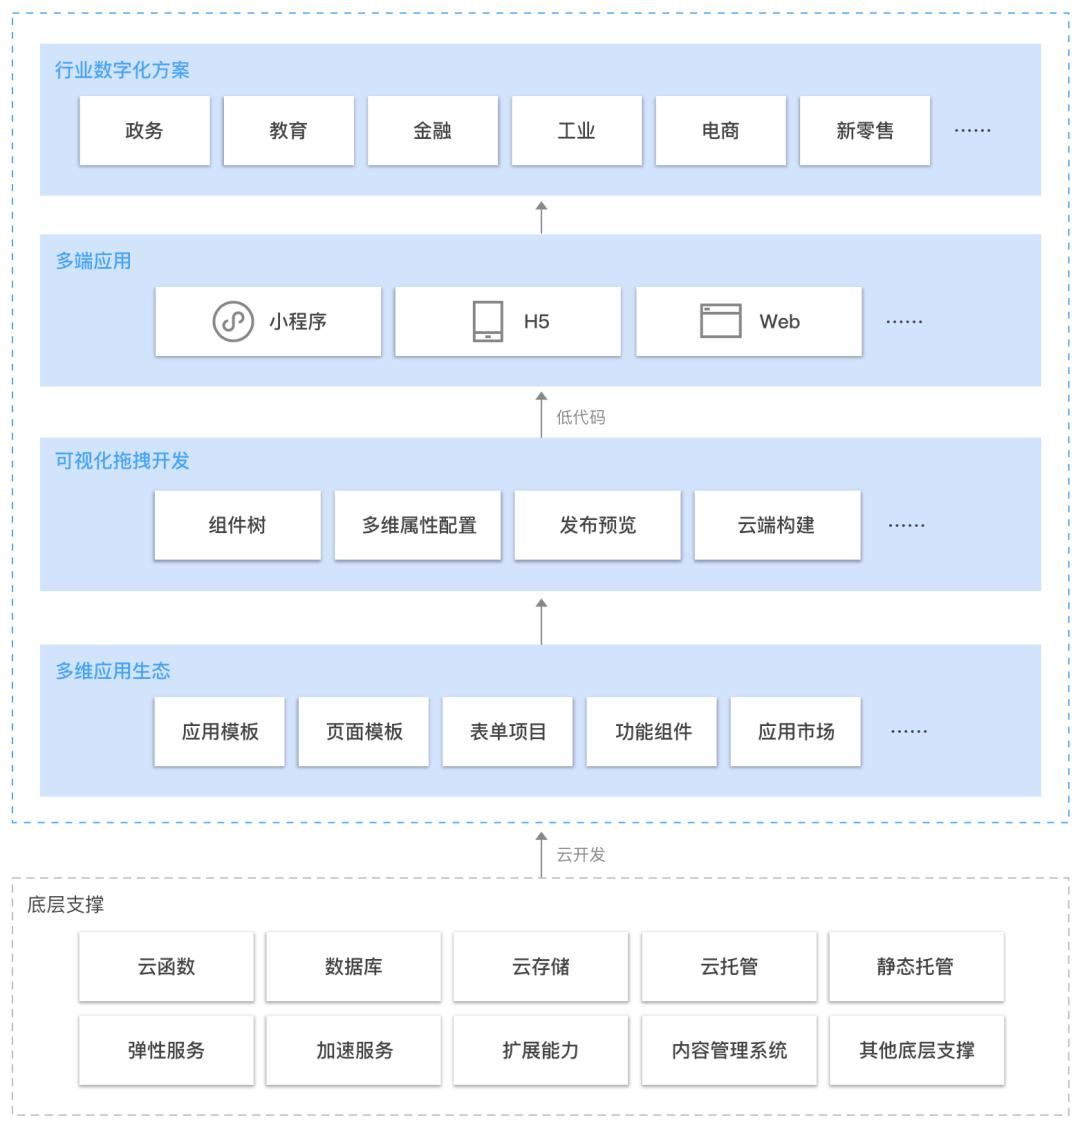 行业数字化方案
政务 教育 金融 工业 电商 新零售 ……
多端应用
小程序 H5 Web ……
低代码
可视化拖拽开发
组件树 多维属性配置 发布预览 云端构建 ……
多维应用生态
应用模板 页面模板 表单项目 功能组件 应用市场 ……
云开发
底层支撑
云函数 数据库 云存储 云托管 静态托管
弹性服务 加速服务 扩展能力 内容管理系统 其他底层支撑